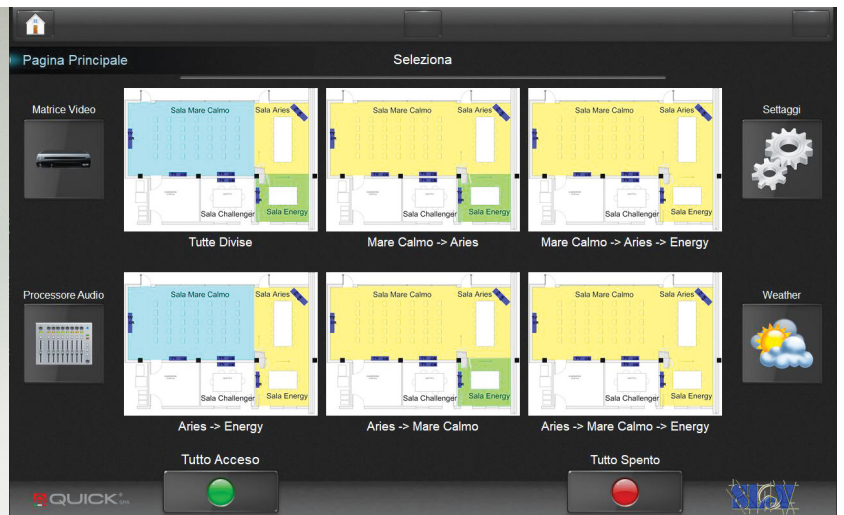 Pagina Principale
Seleziona
Matrice Video
Settaggi
Sala Mare Calmo
Sala Aries
Sala Challenger
Sala Energy
Tutte Divise
Sala Mare Calmo
Sala Aries
Sala Challenger
Sala Energy
Mare Calmo -> Aries
Sala Mare Calmo
Sala Aries
Sala Challenger
Sala Energy
Mare Calmo -> Aries -> Energy
Processore Audio
Weather
Sala Mare Calmo
Sala Aries
Sala Challenger
Sala Energy
Aries -> Energy
Sala Mare Calmo
Sala Aries
Sala Challenger
Sala Energy
Aries -> Mare Calmo
Sala Mare Calmo
Sala Aries
Sala Challenger
Sala Energy
Aries -> Mare Calmo -> Energy
Tutto Acceso
Tutto Spento
QUICK SPA